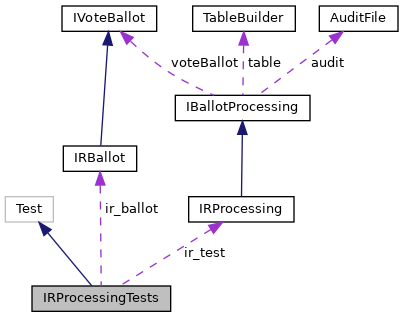 IVoteBallot
TableBuilder
AuditFile
voteBallot
table
audit
IBallotProcessing
IRBallot
Test
ir_ballot
IRProcessing
ir_test
IRProcessingTests